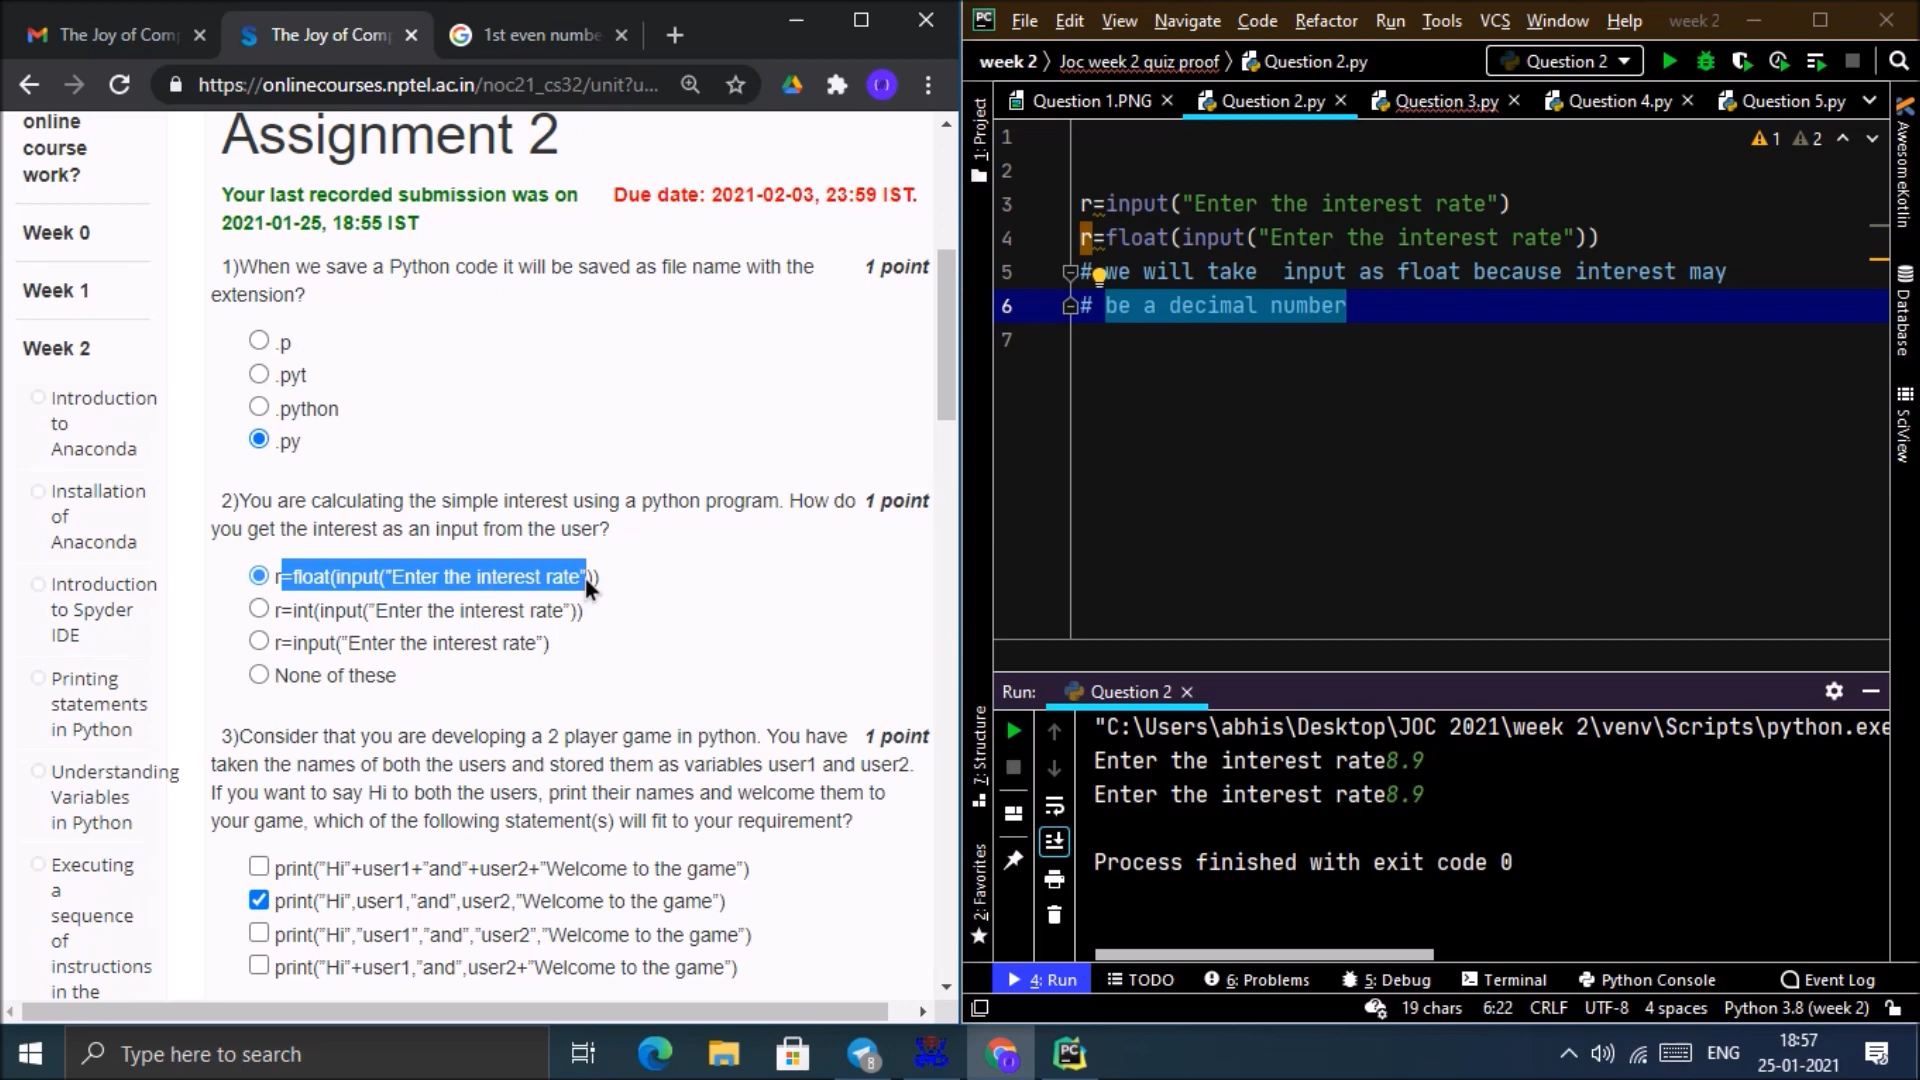 The Joy of Comp
The Joy of Comp
1st even numbe
https://onlinecourses.nptel.ac.in/noc21_cs32/unit?u...
online
course
work?
Week 0
Week 1
Week 2
Introduction
to
Anaconda
Installation
of
Anaconda
Introduction
to Spyder
IDE
Printing
statements
in Python
Understanding
Variables
in Python
Executing
a
sequence
of
instructions
in the
Assignment 2
Your last recorded submission was on
2021-01-25, 18:55 IST
Due date: 2021-02-03, 23:59 IST.
1)When we save a Python code it will be saved as file name with the 1 point
extension?
.p
.pyt
.python
.py
2)You are calculating the simple interest using a python program. How do 1 point
you get the interest as an input from the user?
r=float(input("Enter the interest rate"))
r=int(input("Enter the interest rate”))
r=input("Enter the interest rate”)
None of these
3)Consider that you are developing a 2 player game in python. You have 1 point
taken the names of both the users and stored them as variables user1 and user2.
If you want to say Hi to both the users, print their names and welcome them to
your game, which of the following statement(s) will fit to your requirement?
print(”Hi”+user1+”and”+user2+”Welcome to the game”)
print(”Hi”,user1,”and”,user2,”Welcome to the game”)
print(”Hi”,”user1”,”and”,”user2”,”Welcome to the game”)
print(”Hi”+user1,”and”,user2+”Welcome to the game”)
PC File Edit View Navigate Code Refactor Run Tools VCS Window Help week 2
week 2 Joc week 2 quiz proof Question 2.py Question 2
Question 1.PNG Question 2.py Question 3.py Question 4.py Question 5.py
1: Project
AwesomeKotlin
Database
SciView
1 2
1
2
3 r=input("Enter the interest rate")
4 r=float(input("Enter the interest rate"))
5 # we will take  input as float because interest may
6 # be a decimal number
7
Run: Question 2
7: Structure
2: Favorites
"C:\Users\abhis\Desktop\JOC 2021\week 2\venv\Scripts\python.exe
Enter the interest rate8.9
Enter the interest rate8.9
Process finished with exit code 0
4: Run TODO 6: Problems 5: Debug Terminal Python Console Event Log
19 chars 6:22 CRLF UTF-8 4 spaces Python 3.8 (week 2)
Type here to search
8
PC
ENG
18:57
25-01-2021